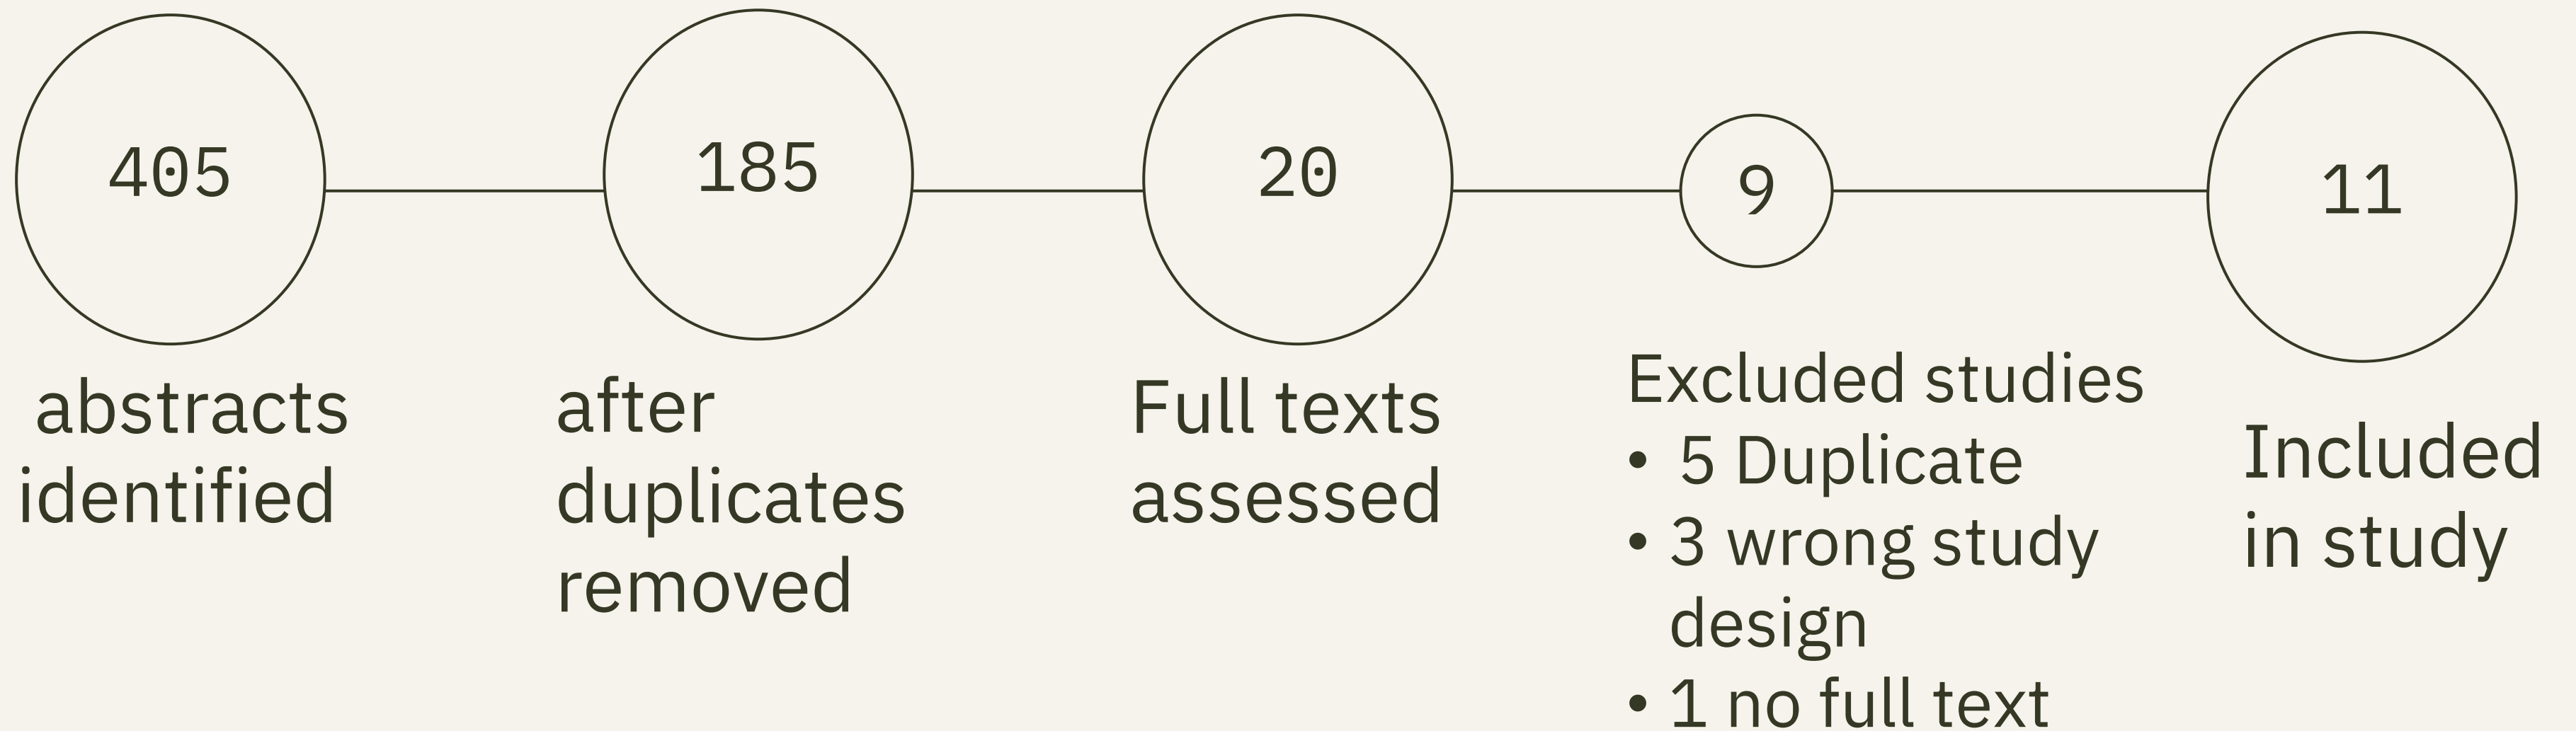 405
abstracts
identified
185
after
duplicates
removed
20
Full texts
assessed
9
Excluded studies
• 5 Duplicate
• 3 wrong study
design
• 1 no full text
11
Included
in study